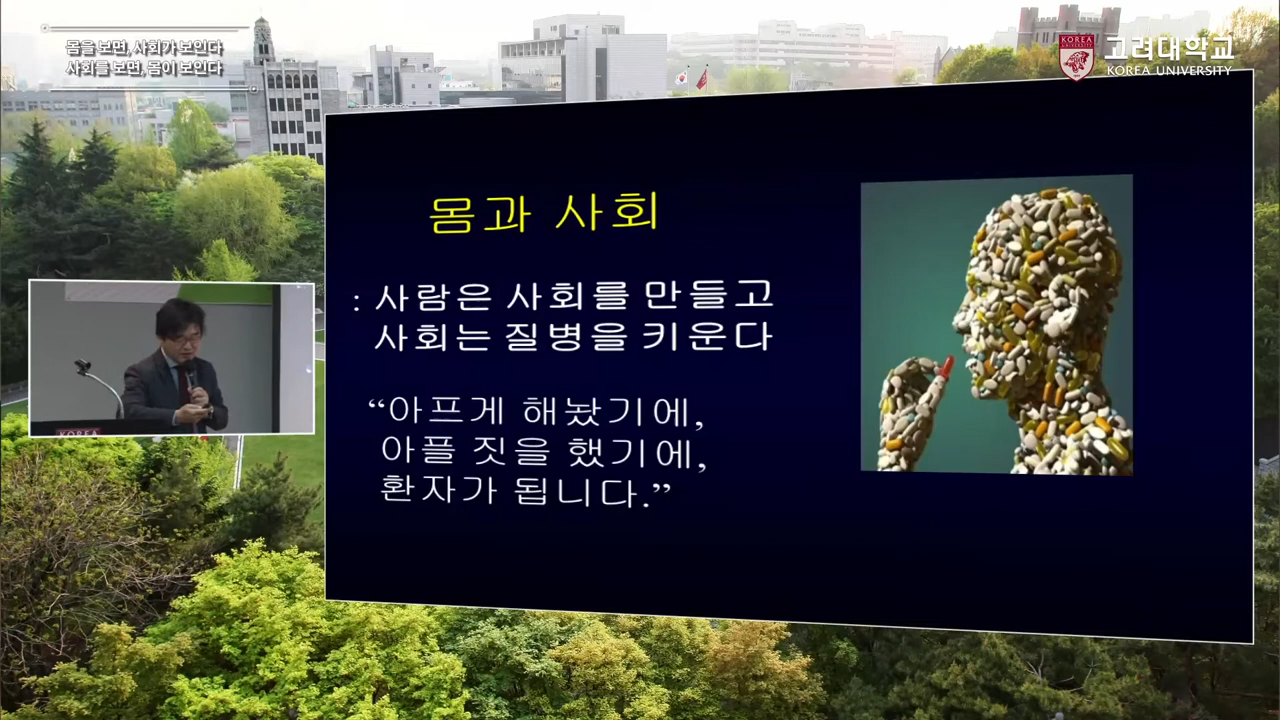 몸을 보면, 사회가 보인다
사회를 보면, 몸이 보인다
KOREA
UNIVERSITY
고려대학교
KOREA UNIVERSITY
몸과 사회
: 사람은 사회를 만들고
사회는 질병을 키운다
“아프게 해놨기에,
아플 짓을 했기에,
환자가 됩니다.”
KOREA